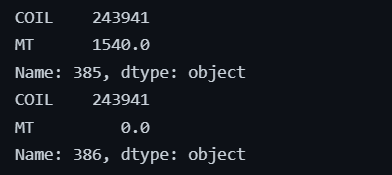 COIL    243941
MT      1540.0
Name: 385, dtype: object
COIL    243941
MT         0.0
Name: 386, dtype: object